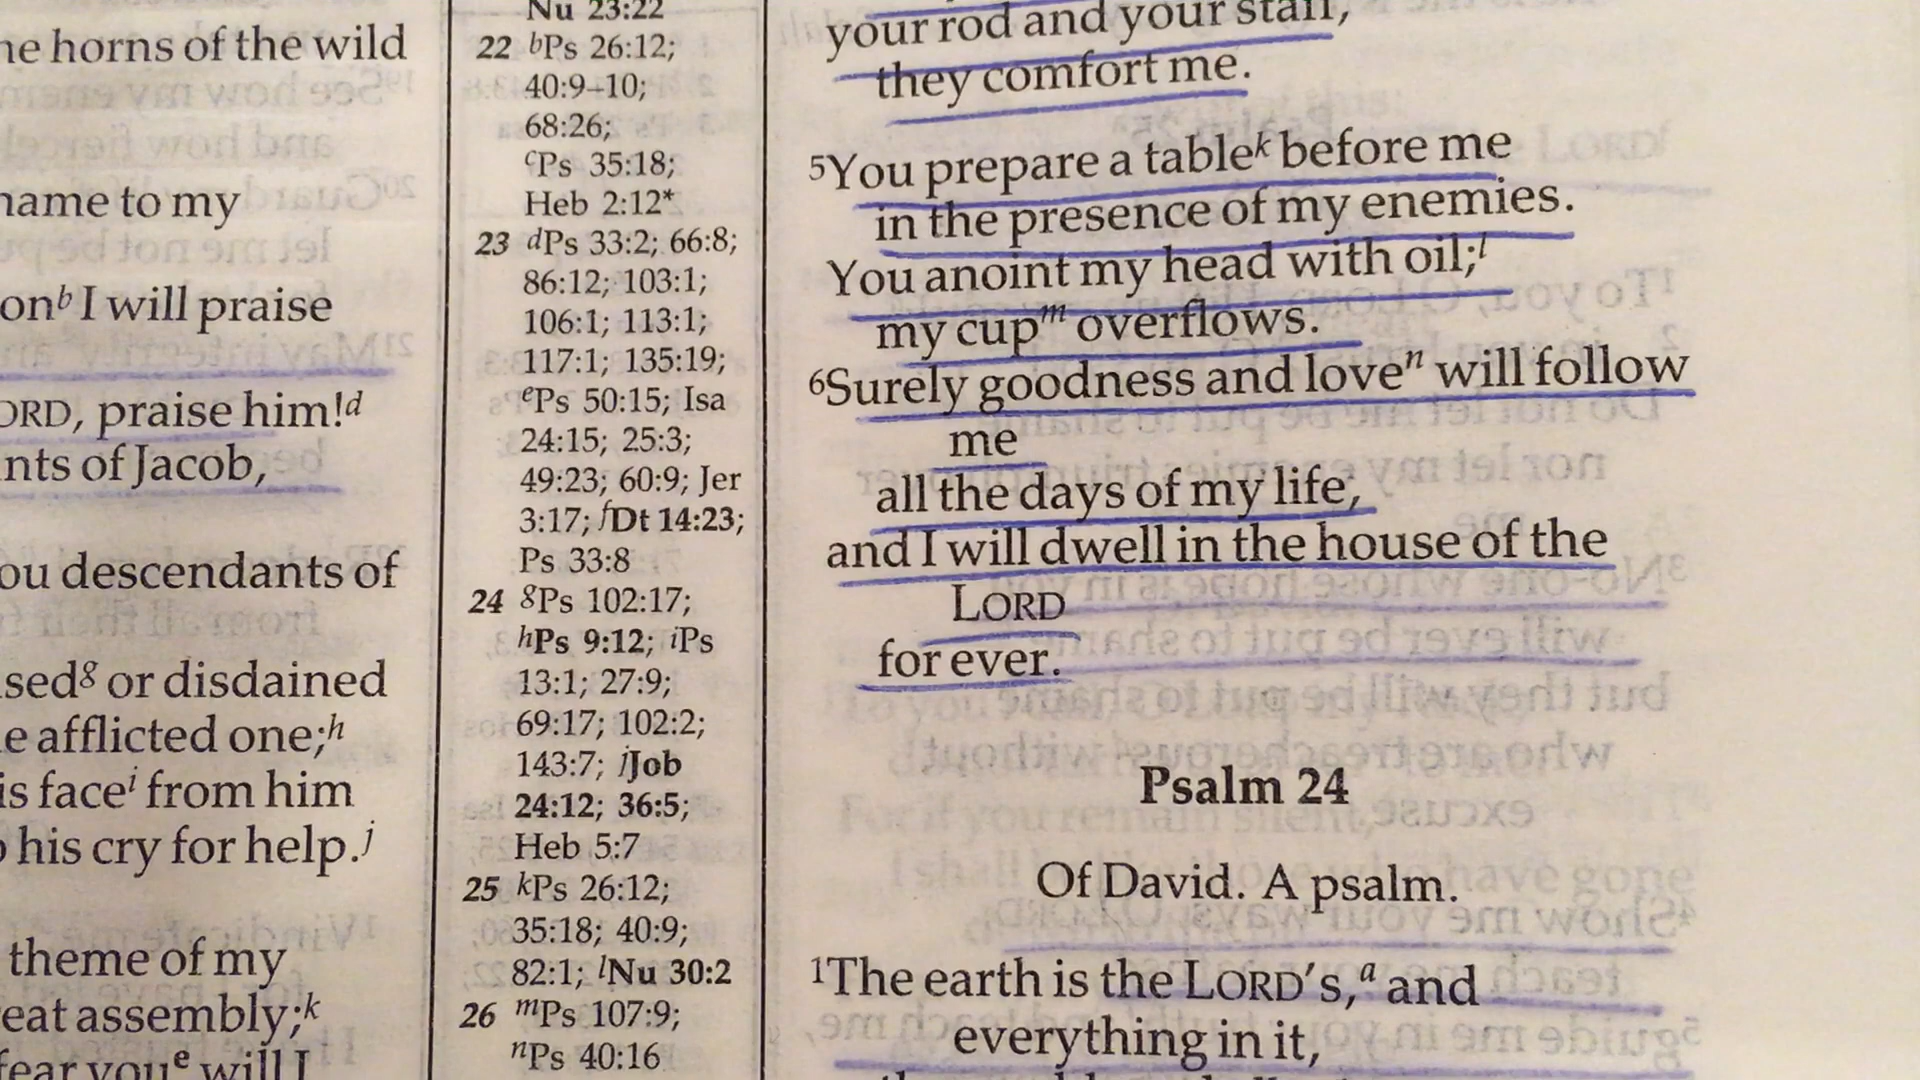 he horns of the wild
name to my
on^b I will praise
ORD, praise him!^d
nts of Jacob,
ou descendants of
sed^g or disdained
e afflicted one;^h
is face^i from him
his cry for help.^j
theme of my
eat assembly;^k
fear you^e will I
Nu 23:22
22 ^bPs 26:12;
40:9–10;
68:26;
^cPs 35:18;
Heb 2:12*
23 ^dPs 33:2; 66:8;
86:12; 103:1;
106:1; 113:1;
117:1; 135:19;
^ePs 50:15; Isa
24:15; 25:3;
49:23; 60:9; Jer
3:17; ^fDt 14:23;
Ps 33:8
24 ^gPs 102:17;
^hPs 9:12; ^iPs
13:1; 27:9;
69:17; 102:2;
143:7; ^jJob
24:12; 36:5;
Heb 5:7
25 ^kPs 26:12;
35:18; 40:9;
82:1; ^lNu 30:2
26 ^mPs 107:9;
^nPs 40:16
your rod and your staff,
they comfort me.
5You prepare a table^k before me
in the presence of my enemies.
You anoint my head with oil;^l
my cup^m overflows.
6Surely goodness and love^n will follow
me
all the days of my life,
and I will dwell in the house of the
LORD
for ever.
Psalm 24
Of David. A psalm.
1The earth is the LORD's,^a and
everything in it,